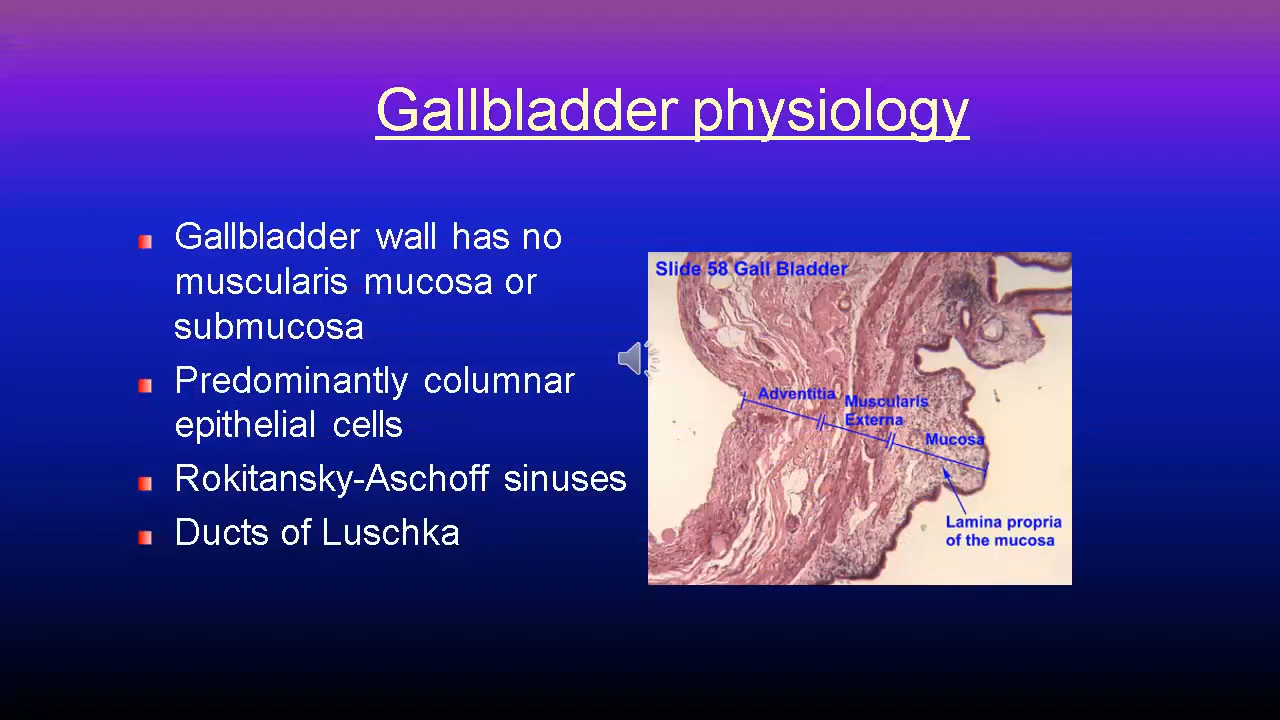 Gallbladder physiology
Gallbladder wall has no
muscularis mucosa or
submucosa
Predominantly columnar
epithelial cells
Rokitansky-Aschoff sinuses
Ducts of Luschka
Slide 58 Gall Bladder
Adventitia
Muscularis
Externa
Mucosa
Lamina propria
of the mucosa